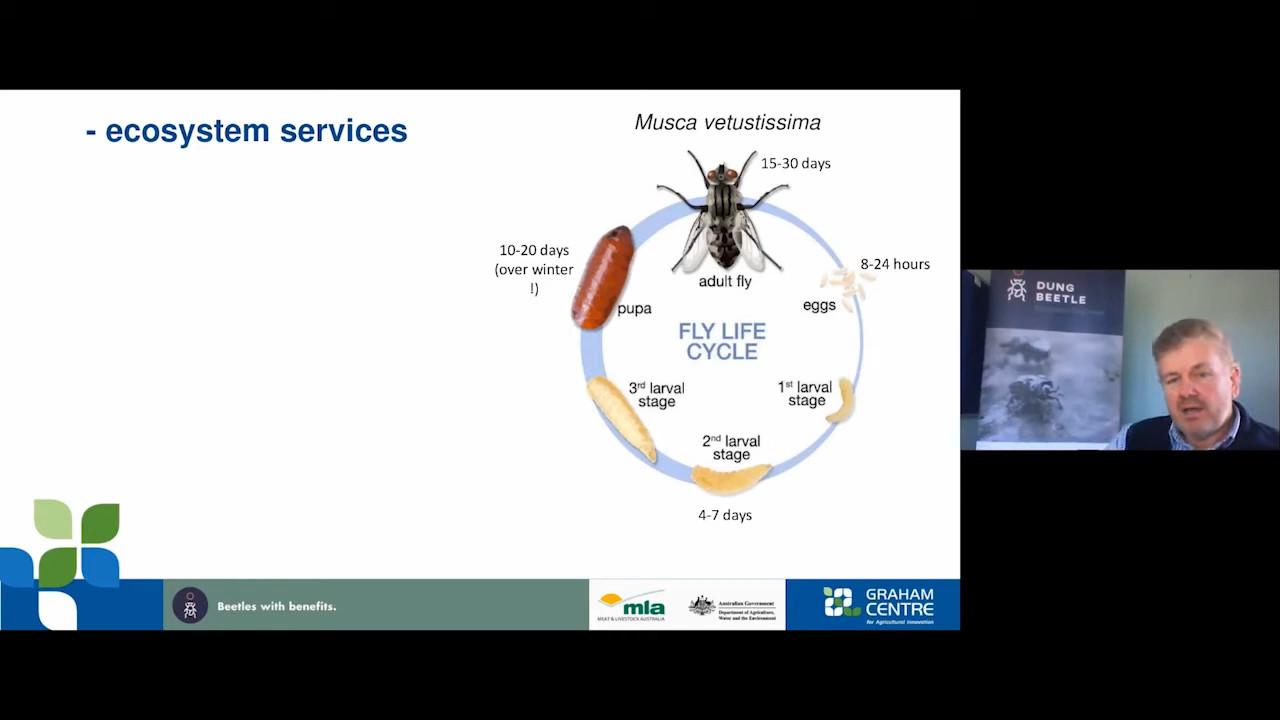 - ecosystem services
Musca vetustissima
15-30 days
10-20 days
(over winter
!)
8-24 hours
adult fly
eggs
pupa
FLY LIFE
CYCLE
3rd larval
stage
1st larval
stage
2nd larval
stage
4-7 days
DUNG
BEETLE
Beetles with benefits.
mla
MEAT & LIVESTOCK AUSTRALIA
Australian Government
Department of Agriculture,
Water and the Environment
GRAHAM
CENTRE
for Agricultural Innovation